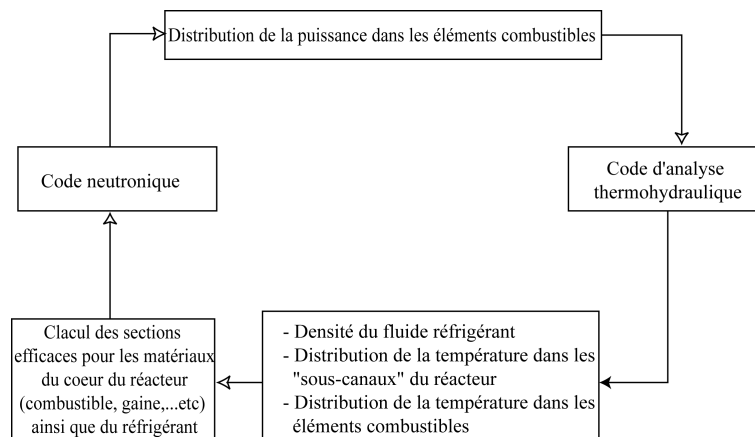 Distribution de la puissance dans les éléments combustibles
Code neutronique
Code d'analyse
thermohydraulique
Clacul des sections
efficaces pour les matériaux
du coeur du réacteur
(combustible, gaine,...etc)
ainsi que du réfrigérant
- Densité du fluide réfrigérant
- Distribution de la température dans les
"sous-canaux" du réacteur
- Distribution de la température dans les
éléments combustibles